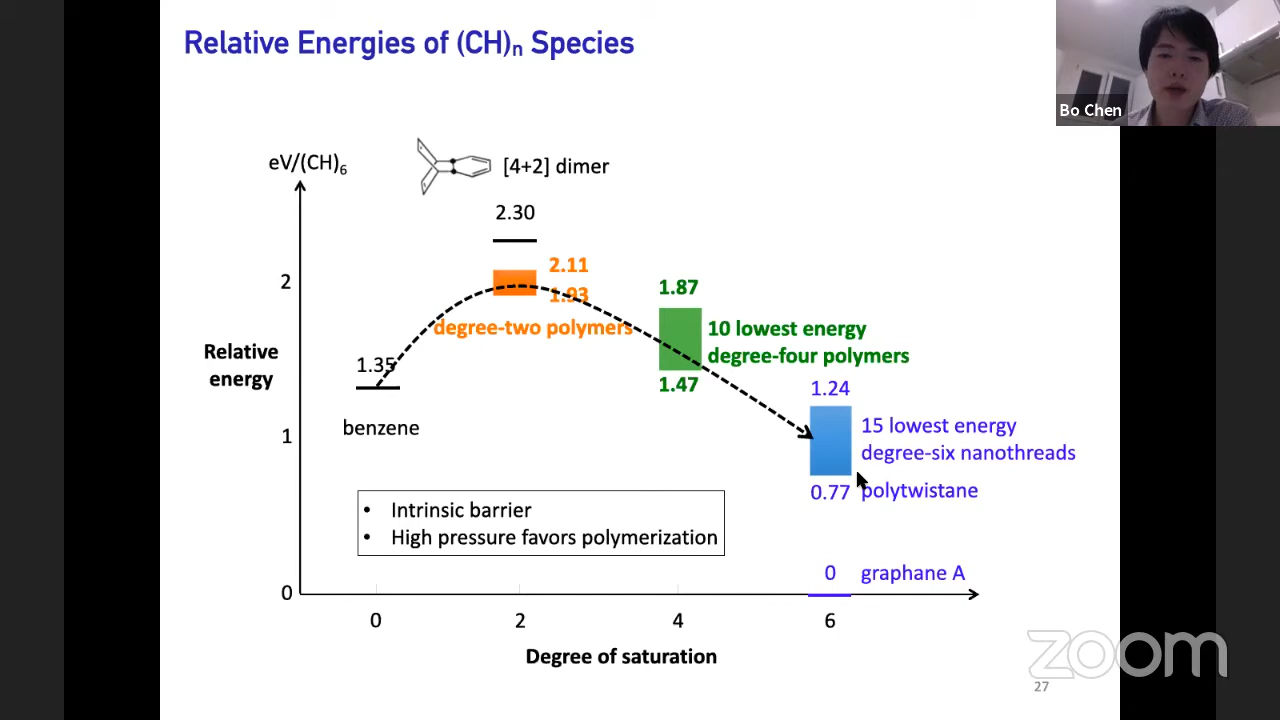 Relative Energies of (CH)n Species
Bo Chen
eV/(CH)6
[4+2] dimer
2.30
2.11
1.93
degree-two polymers
1.87
10 lowest energy
degree-four polymers
1.47
Relative
energy
1.35
benzene
1.24
15 lowest energy
degree-six nanothreads
0.77 polytwistane
• Intrinsic barrier
• High pressure favors polymerization
0 graphane A
2
1
0
0 2 4 6
Degree of saturation
zoom
27